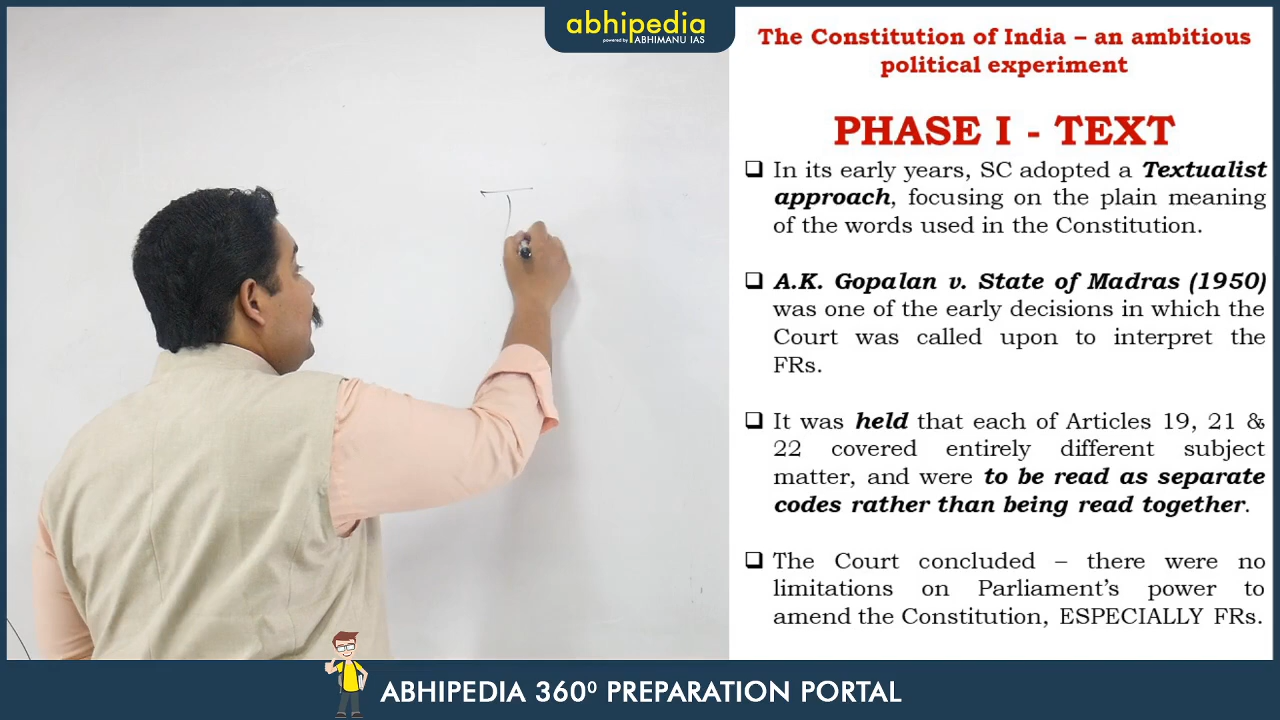 abhipedia
powered by ABHIMANU IAS
The Constitution of India – an ambitious
political experiment
PHASE I - TEXT
❑ In its early years, SC adopted a Textualist
approach, focusing on the plain meaning
of the words used in the Constitution.
❑ A.K. Gopalan v. State of Madras (1950)
was one of the early decisions in which the
Court was called upon to interpret the
FRs.
❑ It was held that each of Articles 19, 21 &
22 covered entirely different subject
matter, and were to be read as separate
codes rather than being read together.
❑ The Court concluded – there were no
limitations on Parliament's power to
amend the Constitution, ESPECIALLY FRs.
T
ABHIPEDIA 360⁰ PREPARATION PORTAL